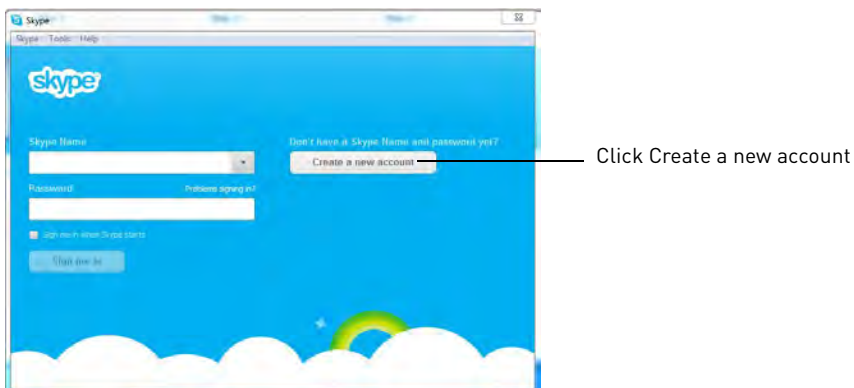 Skype
Skype Tools Help
skype
Skype Name
Don't have a Skype Name and password yet?
Create a new account
Click Create a new account
Password
Problems signing in?
Sign me in when Skype starts
Sign me in